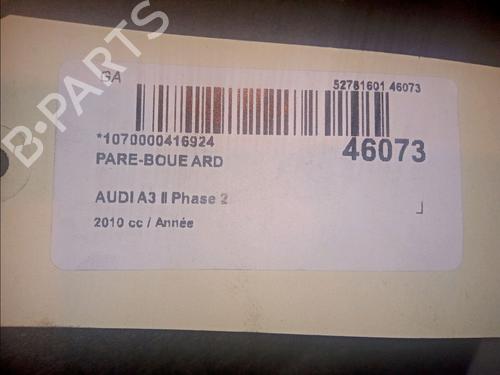 B-PARTS
GA
52781601 46073
*1070000416924
46073
PARE-BOUE ARD
AUDI A3 II Phase 2
2010 cc / Année